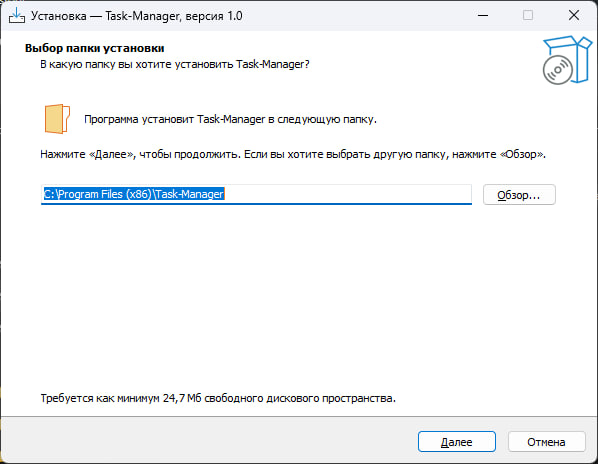 Установка — Task-Manager, версия 1.0
Выбор папки установки
В какую папку вы хотите установить Task-Manager?
Программа установит Task-Manager в следующую папку.
Нажмите «Далее», чтобы продолжить. Если вы хотите выбрать другую папку, нажмите «Обзор».
C:\Program Files (x86)\Task-Manager
Обзор...
Требуется как минимум 24,7 Мб свободного дискового пространства.
Далее
Отмена